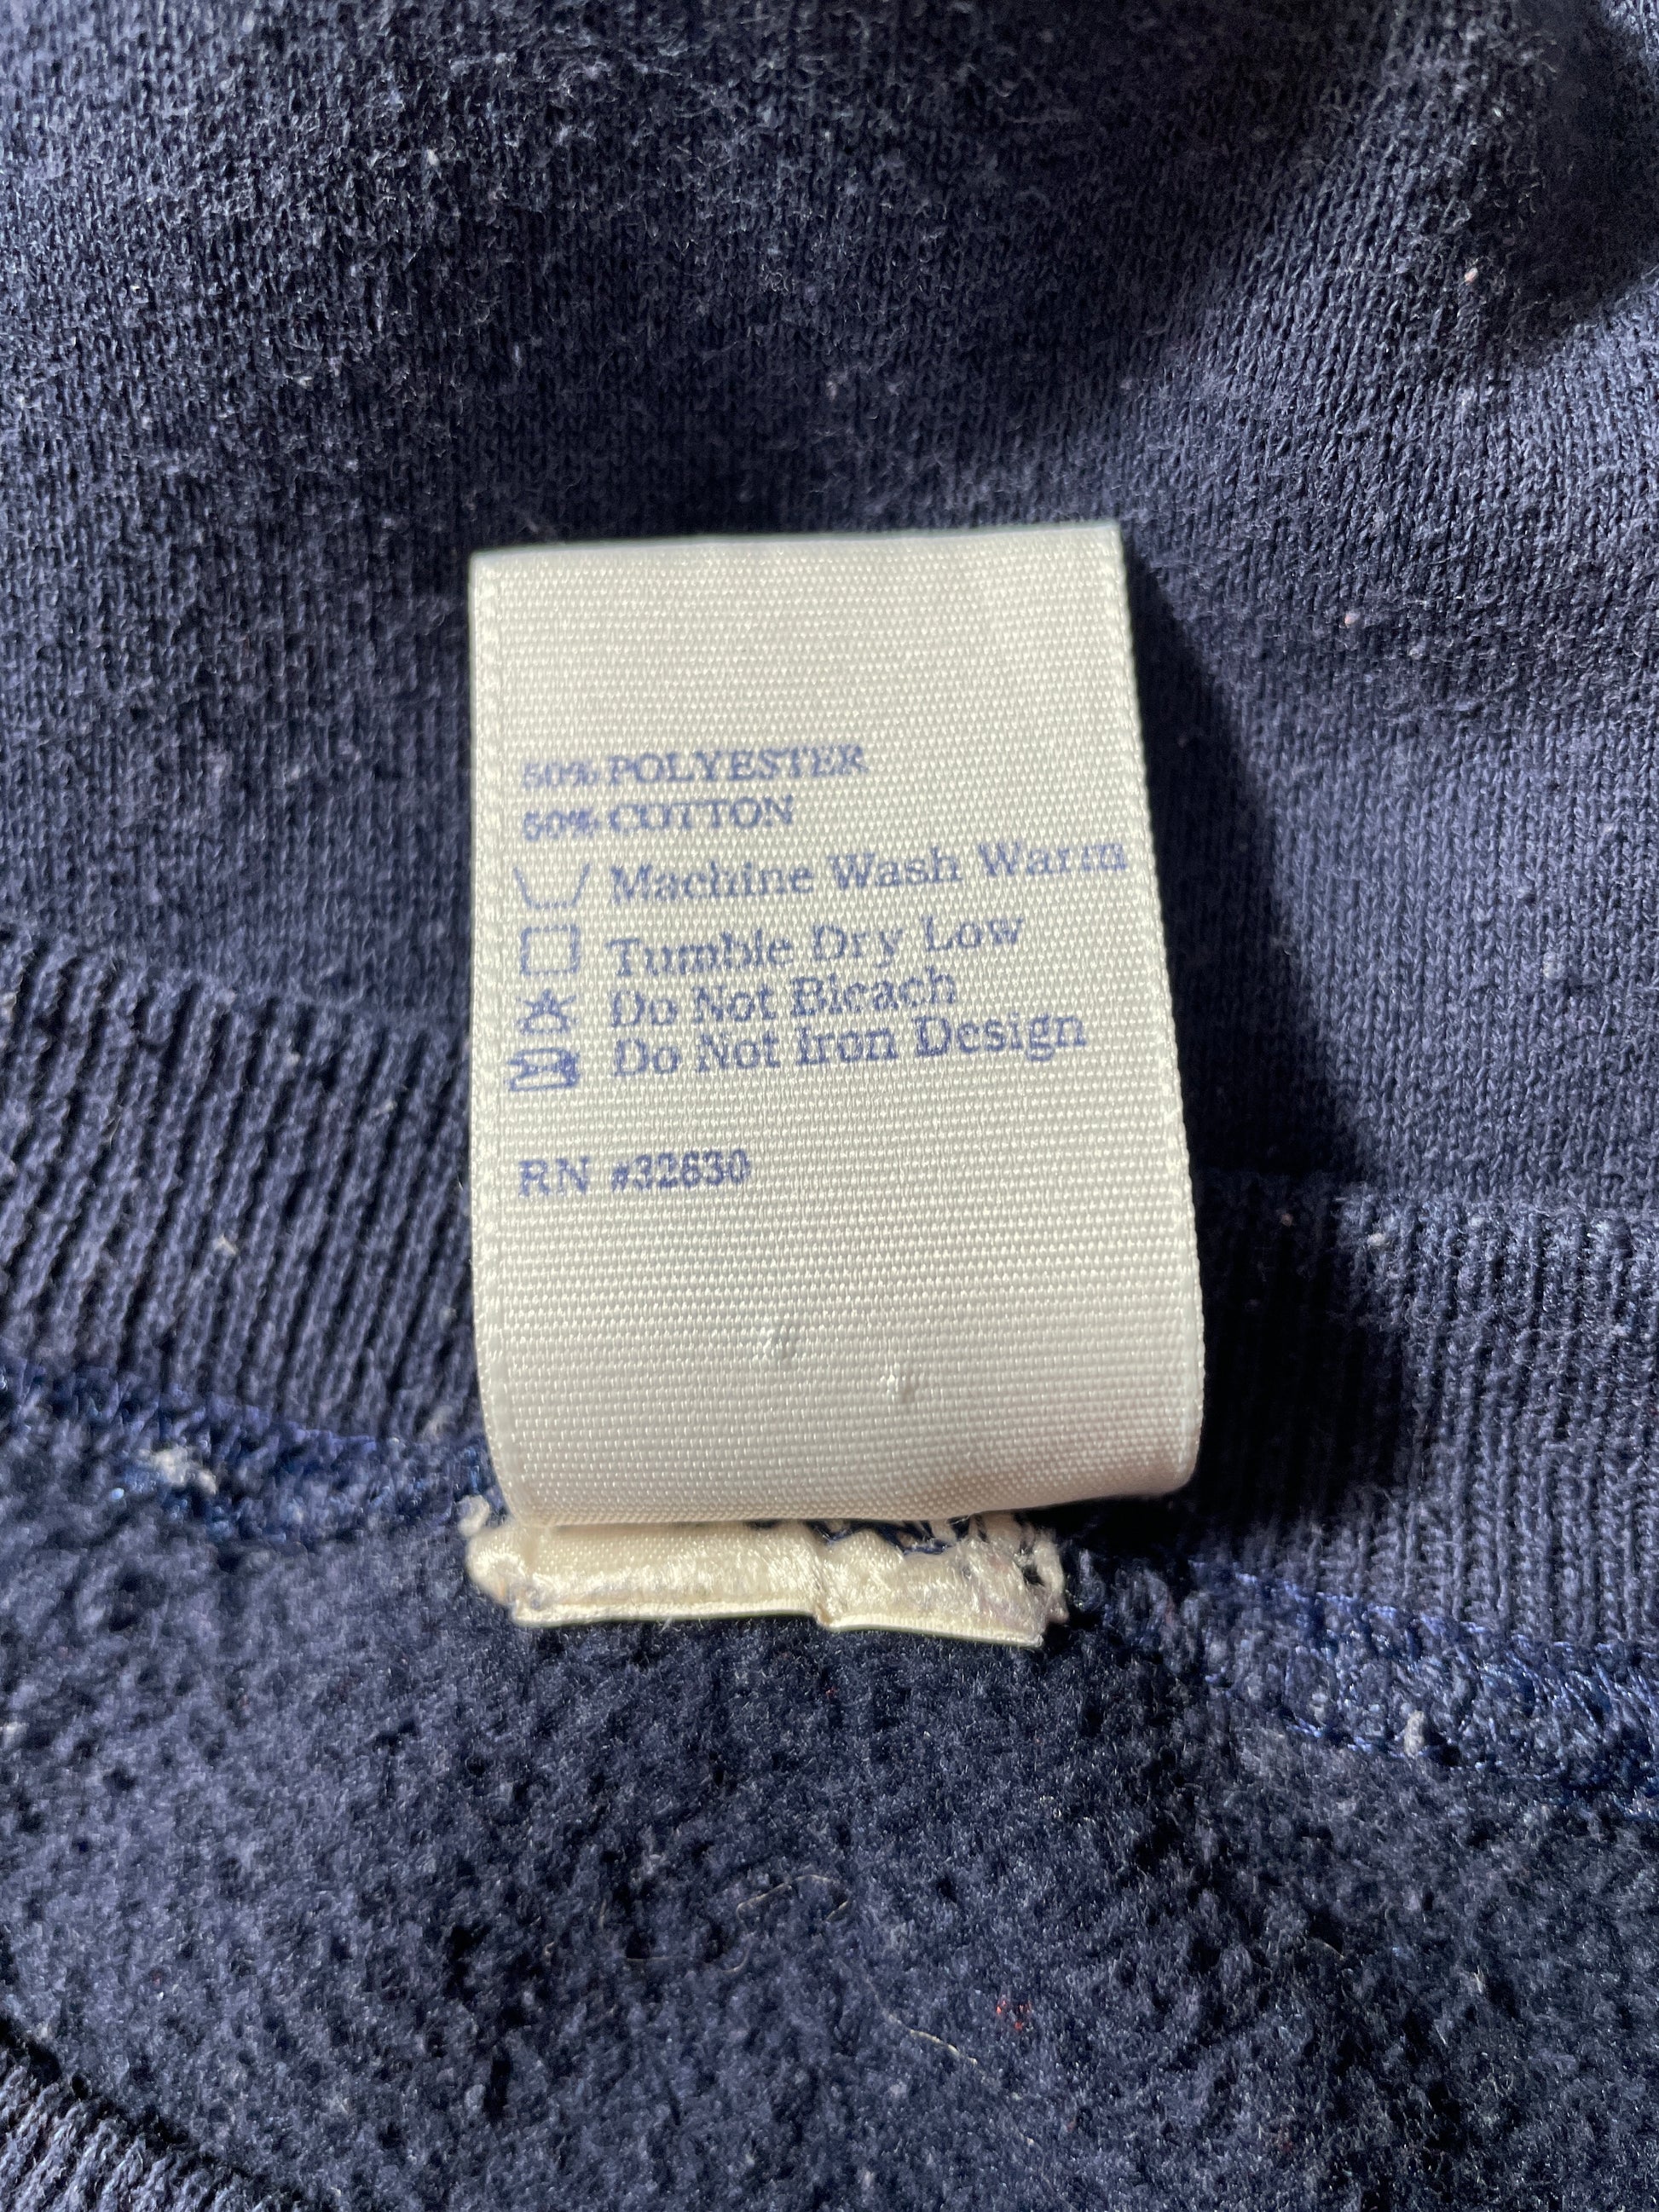 50% POLYESTER
50% COTTON
Machine Wash Warm
Tumble Dry Low
Do Not Bleach
Do Not Iron Design
RN #32630